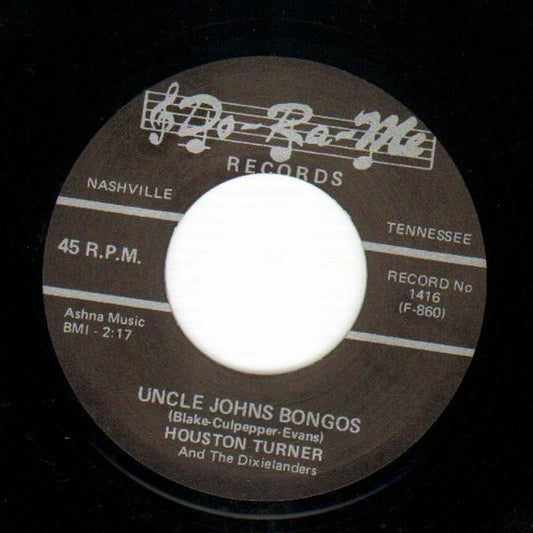 Do-Ra-Me
RECORDS
NASHVILLE
TENNESSEE
45 R.P.M.
RECORD No
1416
(F-860)
Ashna Music
BMI - 2:17
UNCLE JOHNS BONGOS
(Blake-Culpepper-Evans)
HOUSTON TURNER
And The Dixielanders